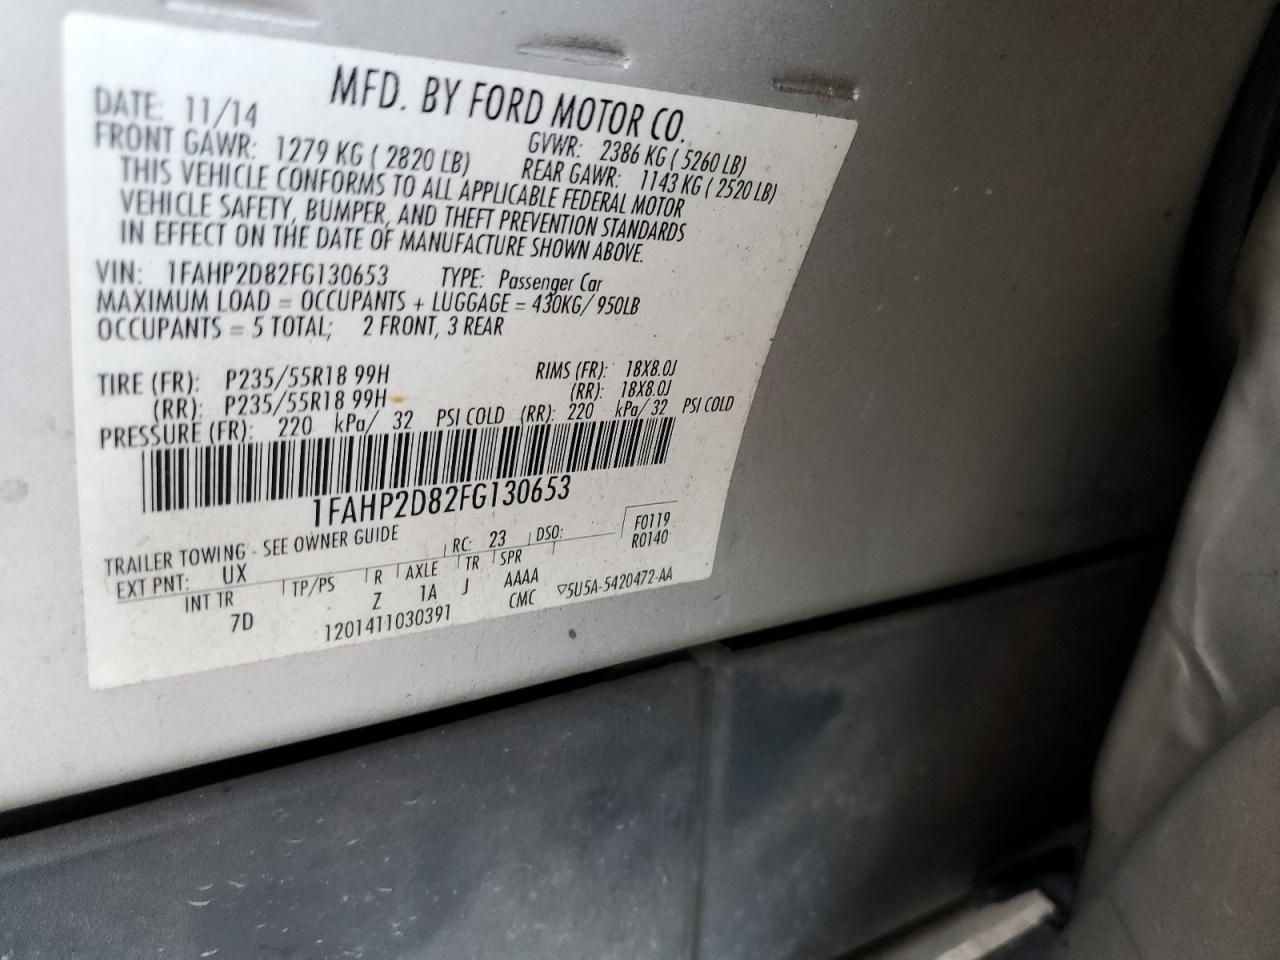 MFD. BY FORD MOTOR CO.
DATE: 11/14 GVWR: 2386 KG ( 5260 LB)
FRONT GAWR: 1279 KG ( 2820 LB) REAR GAWR: 1143 KG ( 2520 LB)
THIS VEHICLE CONFORMS TO ALL APPLICABLE FEDERAL MOTOR
VEHICLE SAFETY, BUMPER, AND THEFT PREVENTION STANDARDS
IN EFFECT ON THE DATE OF MANUFACTURE SHOWN ABOVE.
VIN: 1FAHP2D82FG130653 TYPE: Passenger Car
MAXIMUM LOAD = OCCUPANTS + LUGGAGE = 430KG/ 950LB
OCCUPANTS = 5 TOTAL; 2 FRONT, 3 REAR
TIRE (FR): P235/55R18 99H RIMS (FR): 18X8.0J
(RR): P235/55R18 99H (RR): 18X8.0J
PRESSURE (FR): 220 kPa/ 32 PSI COLD (RR): 220 kPa/ 32 PSI COLD
1FAHP2D82FG130653
TRAILER TOWING - SEE OWNER GUIDE RC: 23 DSO: F0119
R0140
EXT PNT: UX
INT TR TP/PS R AXLE TR SPR
7D Z 1A J AAAA
1201411030391 CMC ▽5U5A-5420472-AA